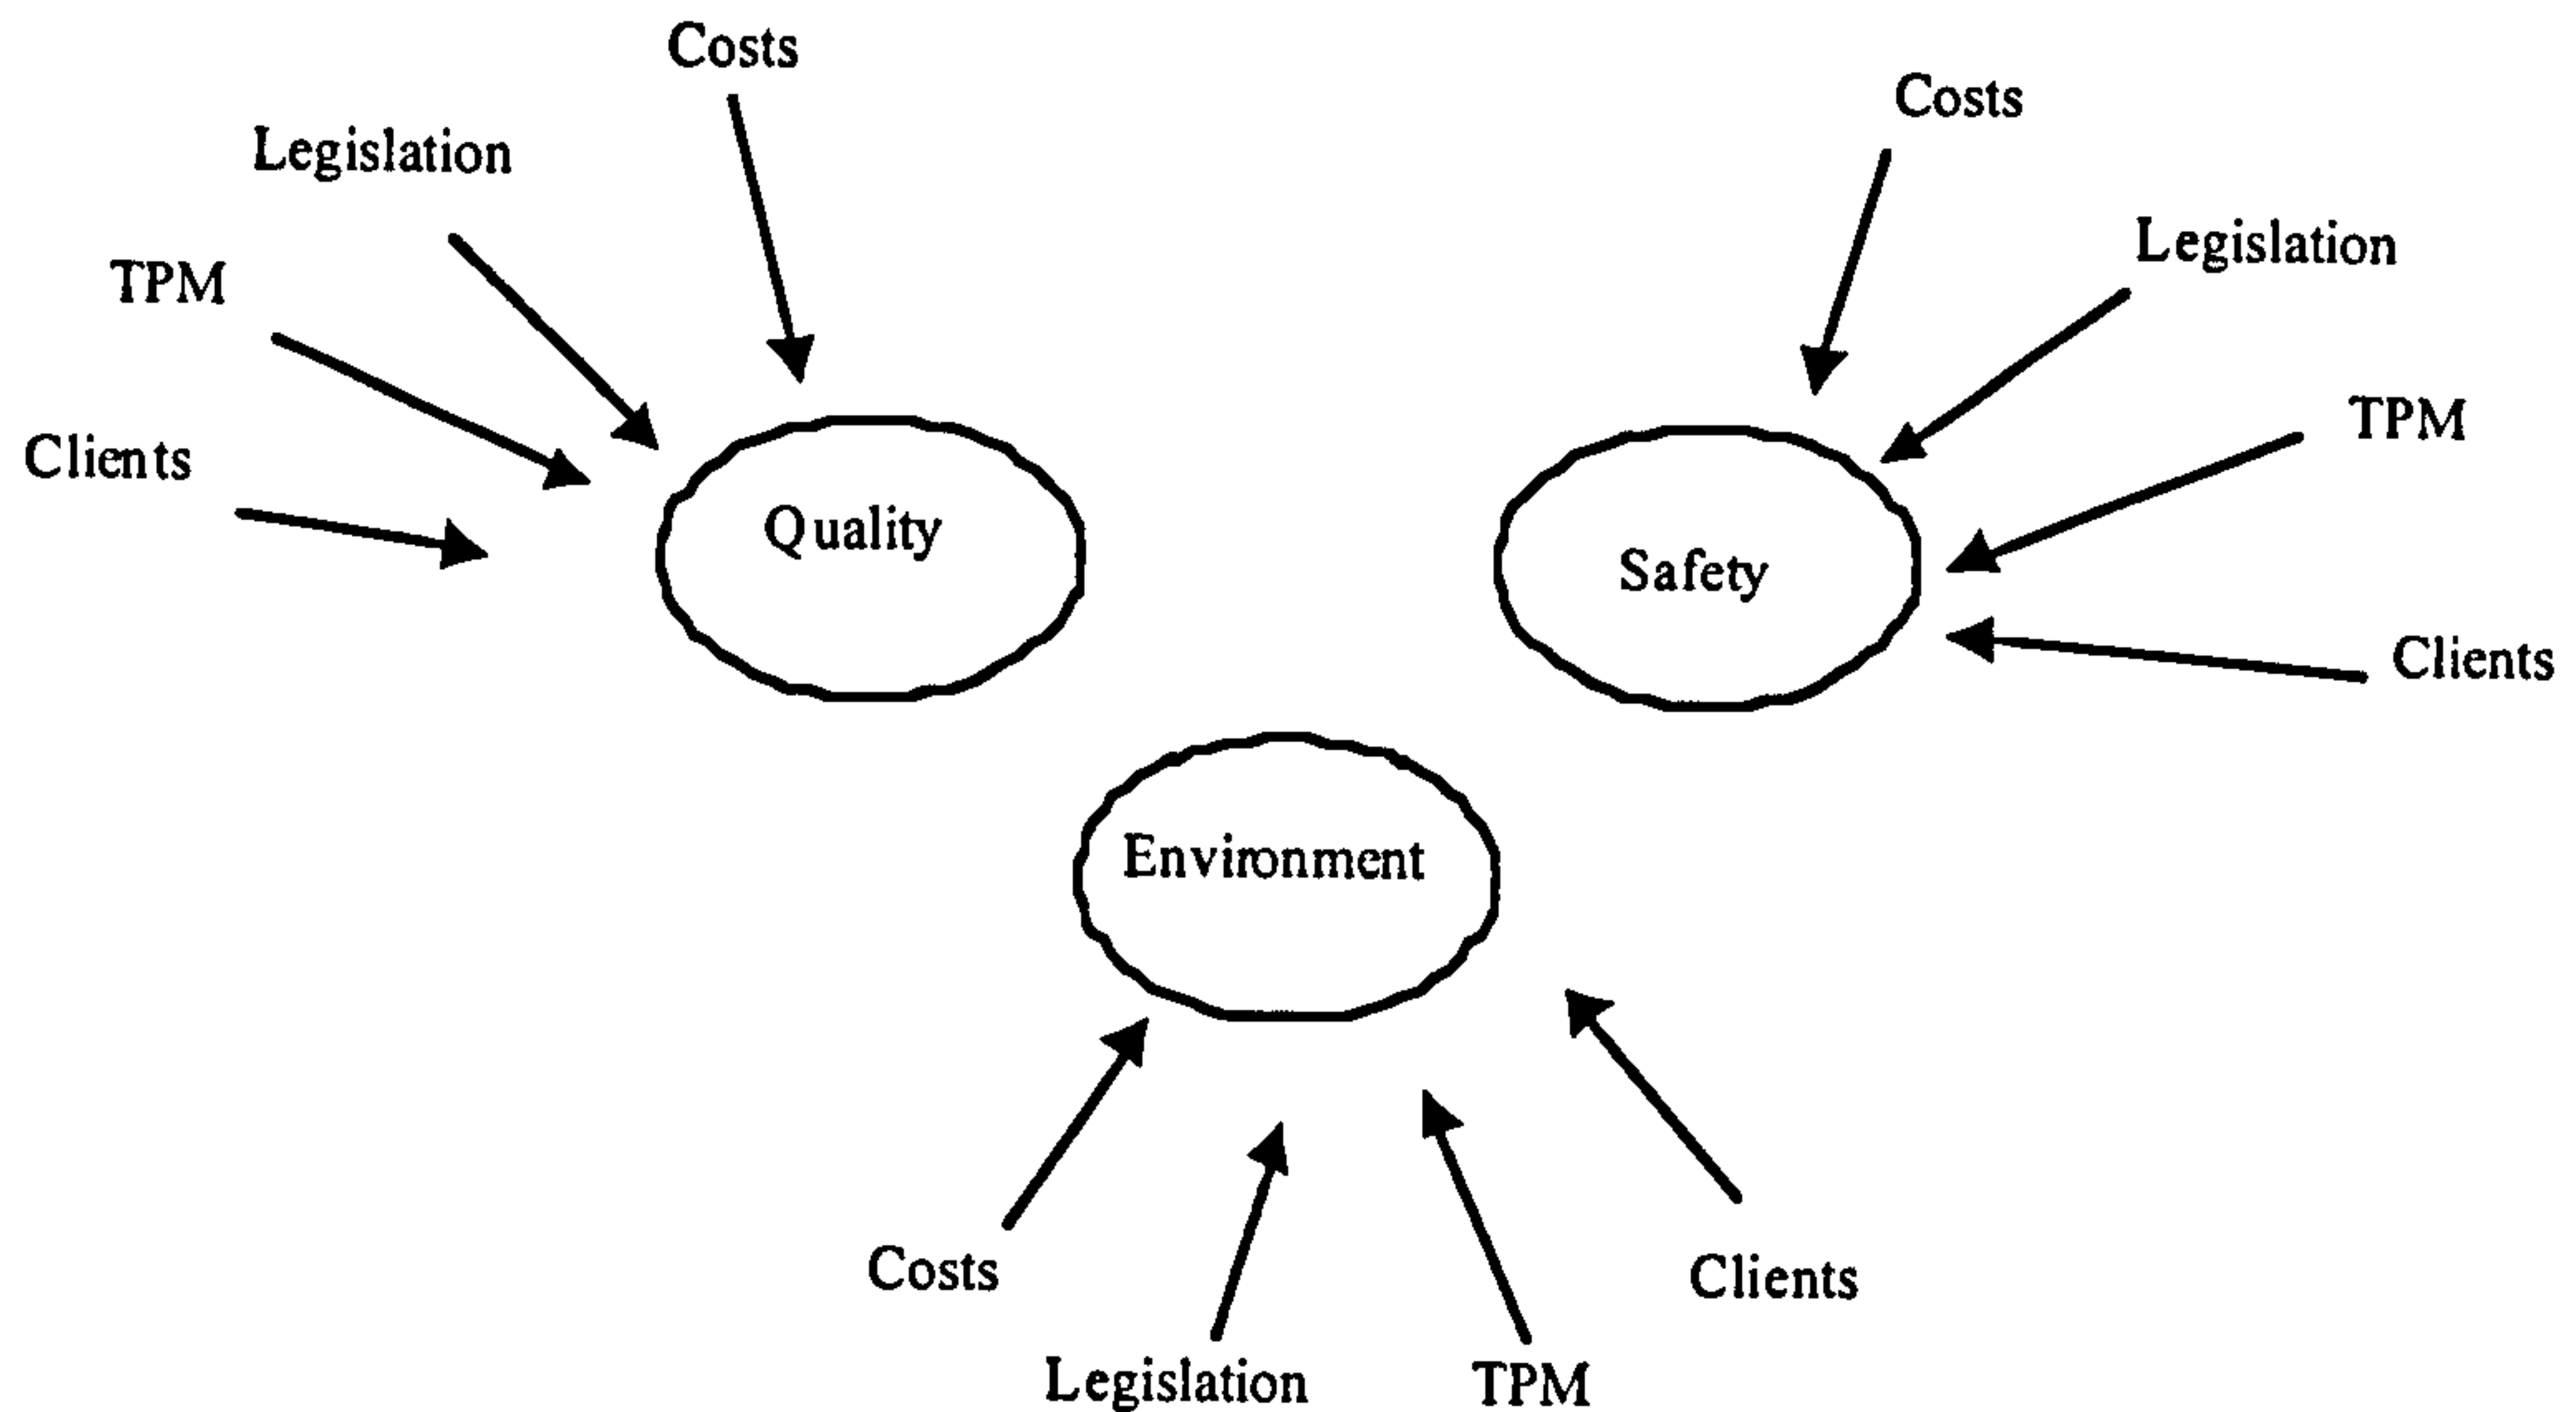 Costs
Costs
Legislation
Legislation
TPM
TPM
Clients
Quality
Safety
Clients
Environment
Costs
Clients
Legislation
TPM